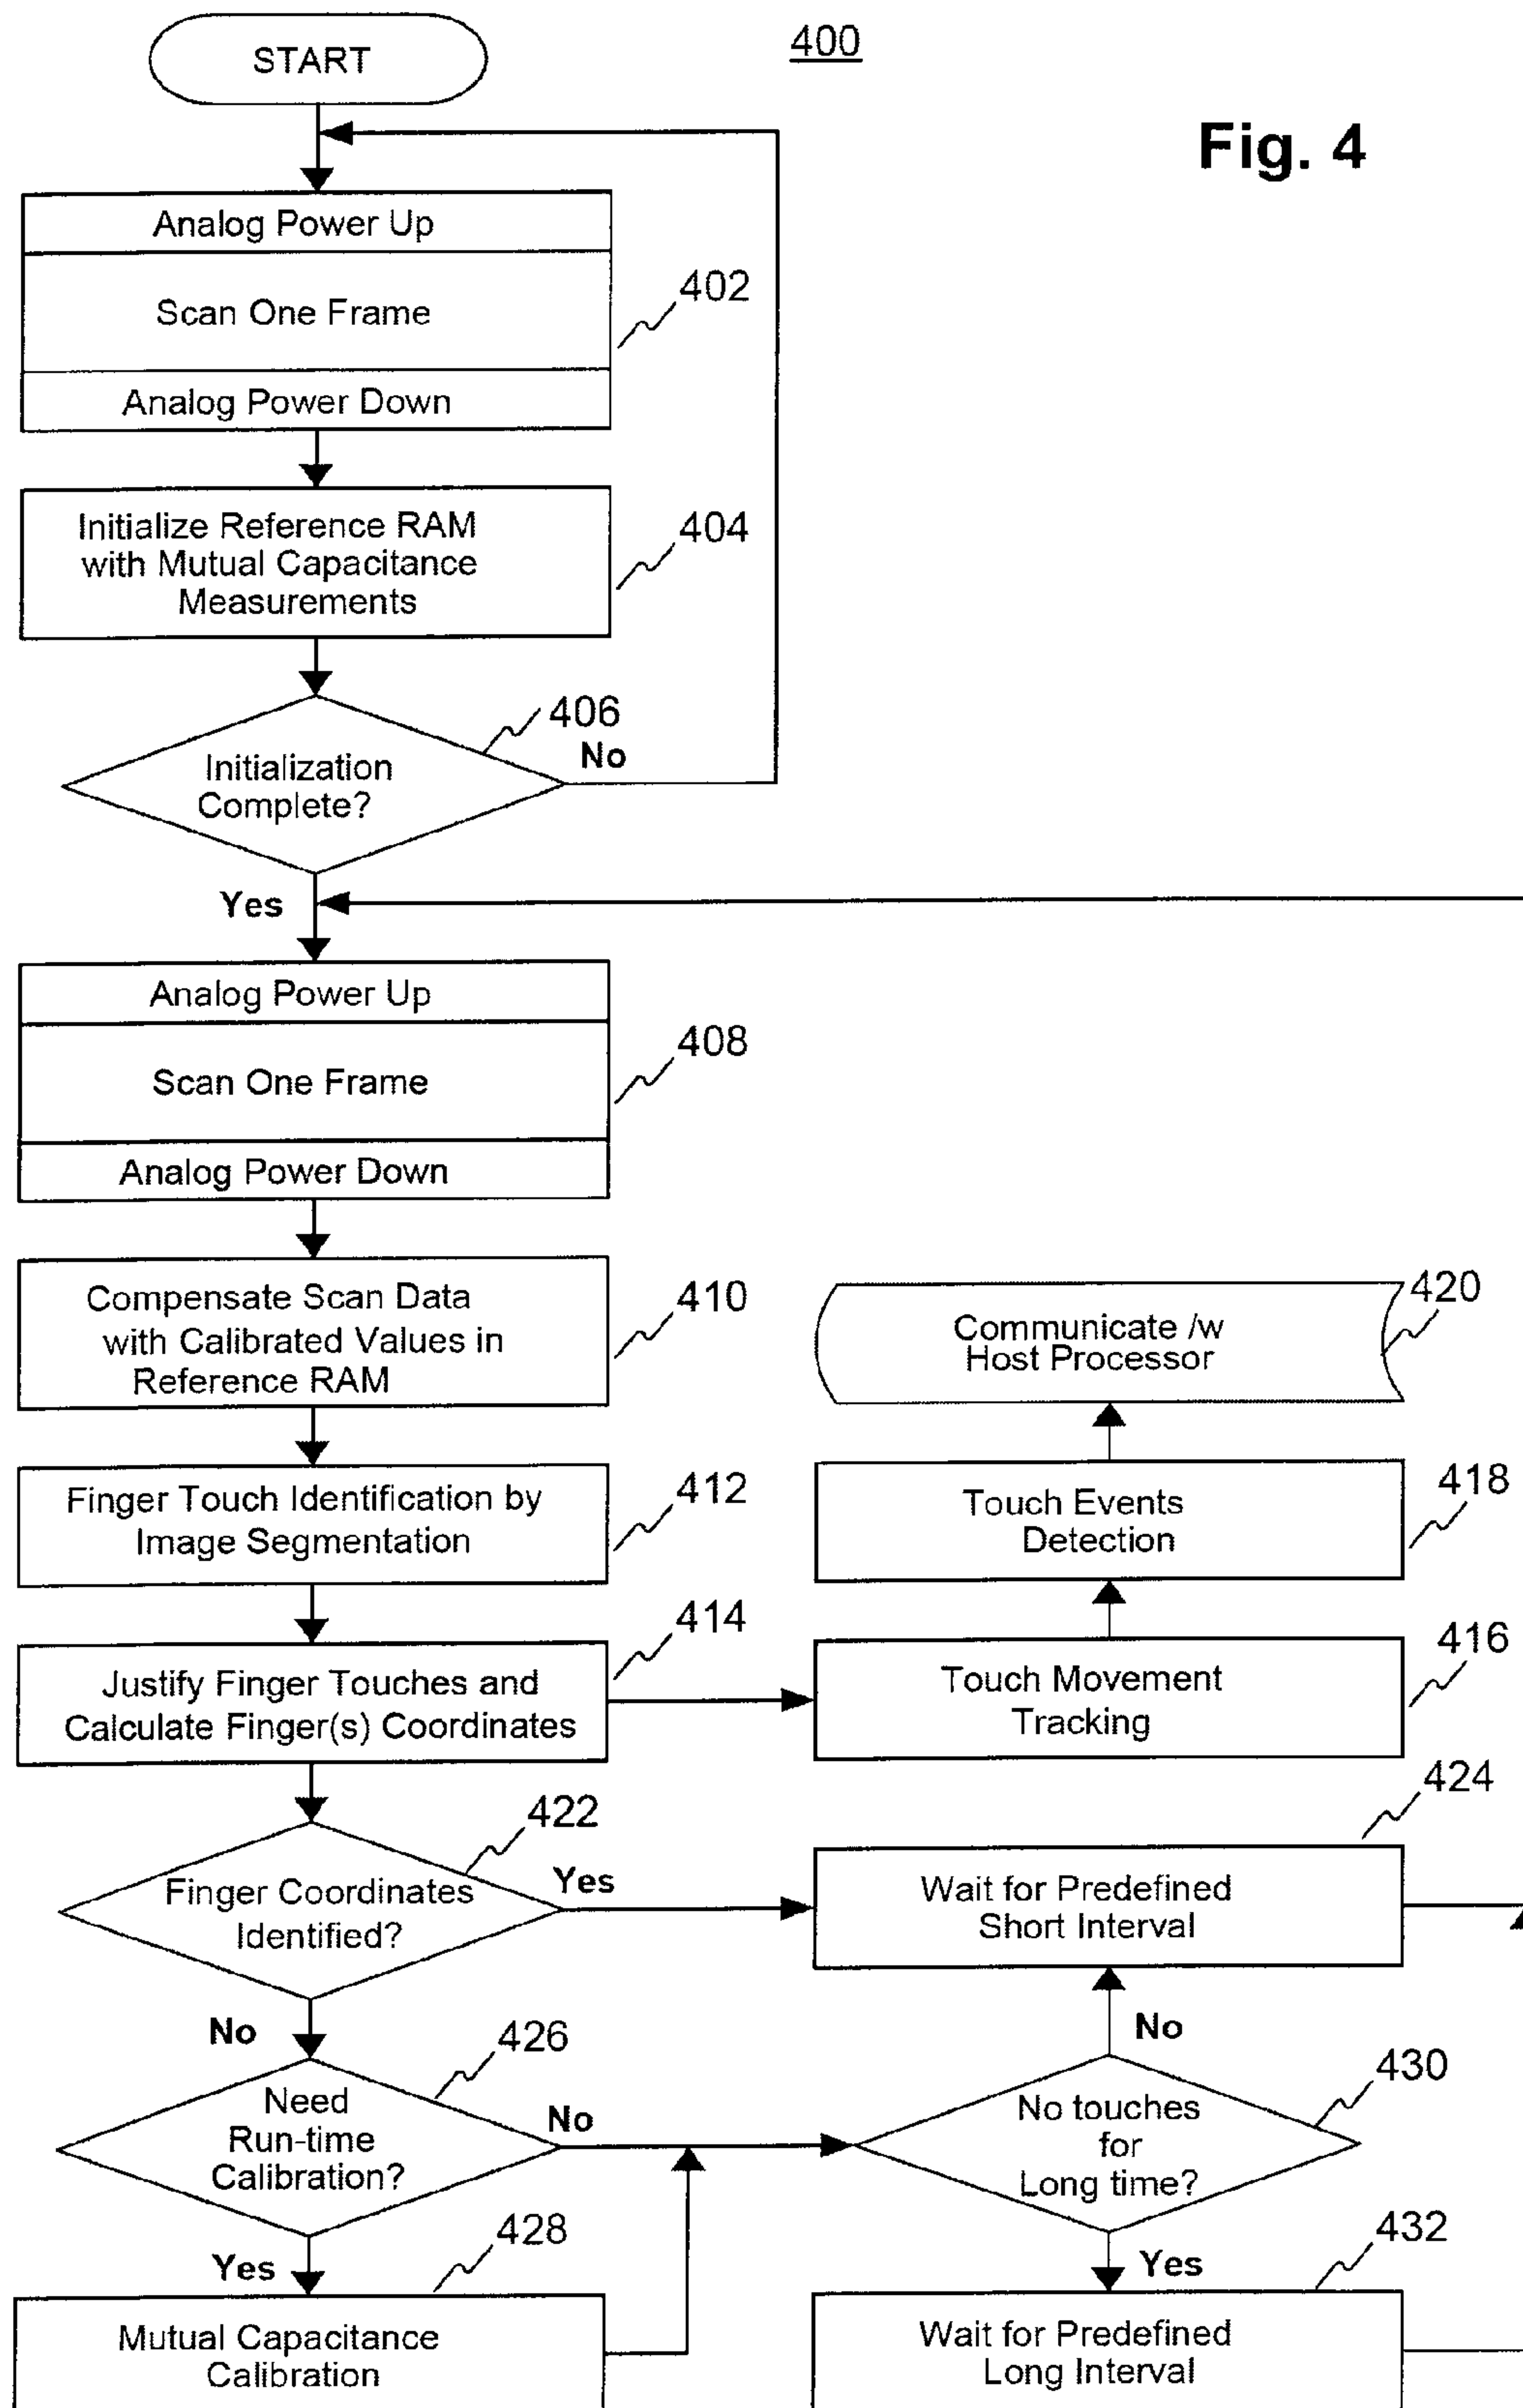 START
400
Fig. 4
Analog Power Up
Scan One Frame
402
Analog Power Down
Initialize Reference RAM
with Mutual Capacitance
Measurements
404
406
Initialization
Complete?
No
Yes
Analog Power Up
Scan One Frame
408
Analog Power Down
Compensate Scan Data
with Calibrated Values in
Reference RAM
410
Communicate /w
Host Processor
420
Finger Touch Identification by
Image Segmentation
412
Touch Events
Detection
418
Justify Finger Touches and
Calculate Finger(s) Coordinates
414
Touch Movement
Tracking
416
422
Finger Coordinates
Identified?
Yes
424
Wait for Predefined
Short Interval
No
426
Need
Run-time
Calibration?
No
No
430
No touches
for
Long time?
Yes
428
Mutual Capacitance
Calibration
Yes
432
Wait for Predefined
Long Interval